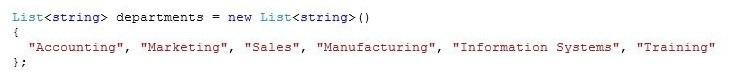 List<string> departments = new List<string>()
{
"Accounting", "Marketing", "Sales", "Manufacturing", "Information Systems", "Training"
};